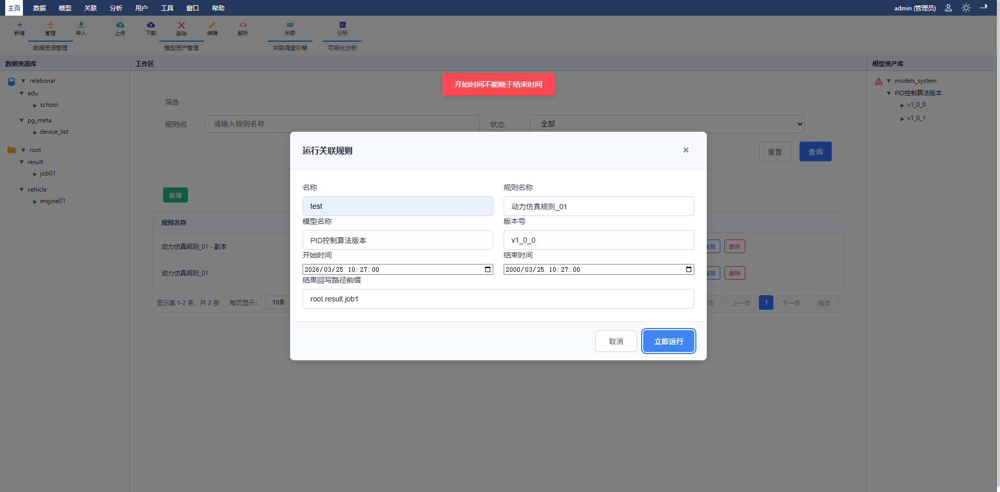 主页 数据 模型 关联 分析 用户 工具 窗口 帮助 admin (管理员)
新增 管理 导入 上传 下载 删除 编辑 解析 关联 分析
数据资源管理 模型资产管理 关联调度引擎 可视化分析
数据资源库
relational
edu
school
pg_meta
device_list
root
result
job01
vehicle
engine01
工作区
开始时间不能晚于结束时间
筛选
规则名 请输入规则名称 状态 全部
重置 查询
新增
规则名称
动力仿真规则_01 - 副本
删除
动力仿真规则_01
删除
显示第 1-2 条，共 2 条 每页显示： 10条 页 上一页 1 下一页 尾页
运行关联规则
名称 规则名称
test 动力仿真规则_01
模型名称 版本号
PID控制算法版本 v1_0_0
开始时间 结束时间
2026/03/25 10:27:00 2000/03/25 10:27:00
结果回写路径前缀
root.result.job1
取消 立即运行
模型资产库
models_system
PID控制算法版本
v1_0_0
v1_0_1